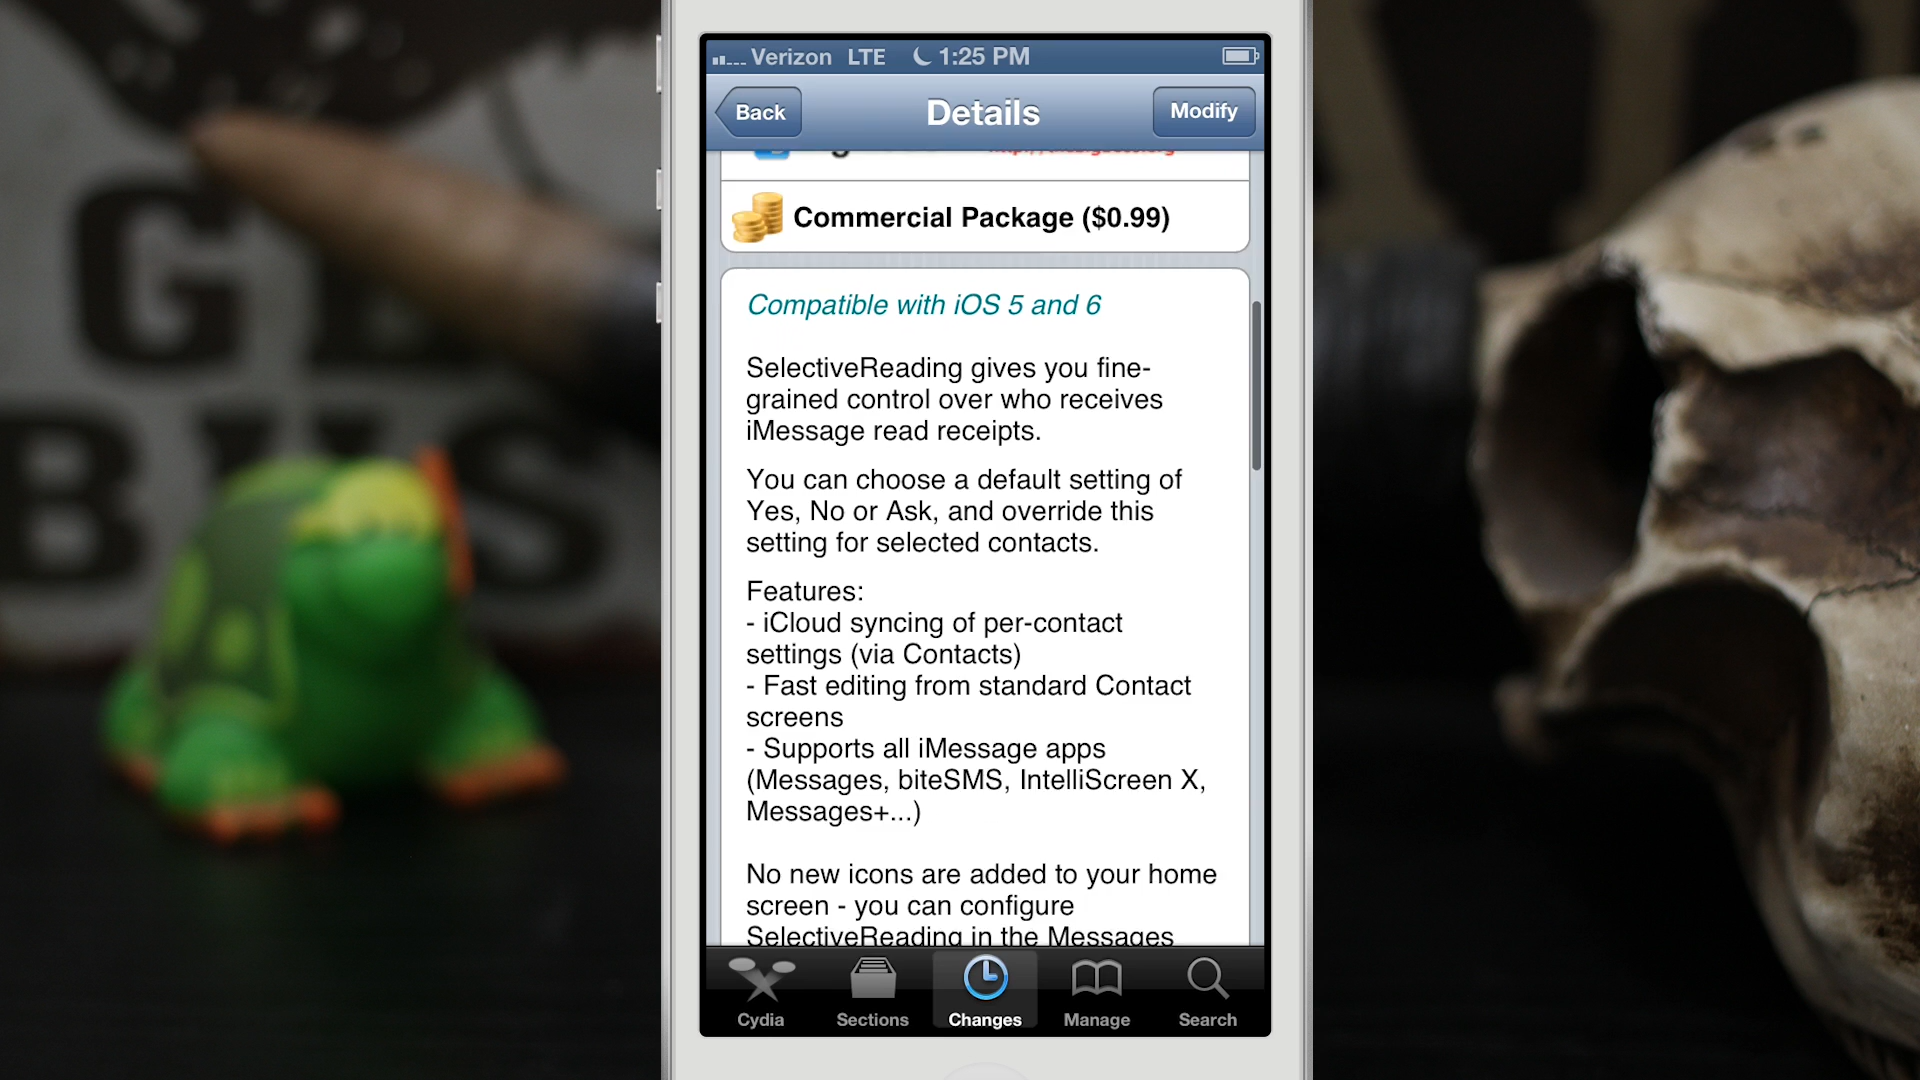 Verizon LTE 1:25 PM
Back
Details
Modify
Commercial Package ($0.99)
Compatible with iOS 5 and 6
SelectiveReading gives you fine-
grained control over who receives
iMessage read receipts.
You can choose a default setting of
Yes, No or Ask, and override this
setting for selected contacts.
Features:
- iCloud syncing of per-contact
settings (via Contacts)
- Fast editing from standard Contact
screens
- Supports all iMessage apps
(Messages, biteSMS, IntelliScreen X,
Messages+...)
No new icons are added to your home
screen - you can configure
SelectiveReading in the Messages
Cydia
Sections
Changes
Manage
Search